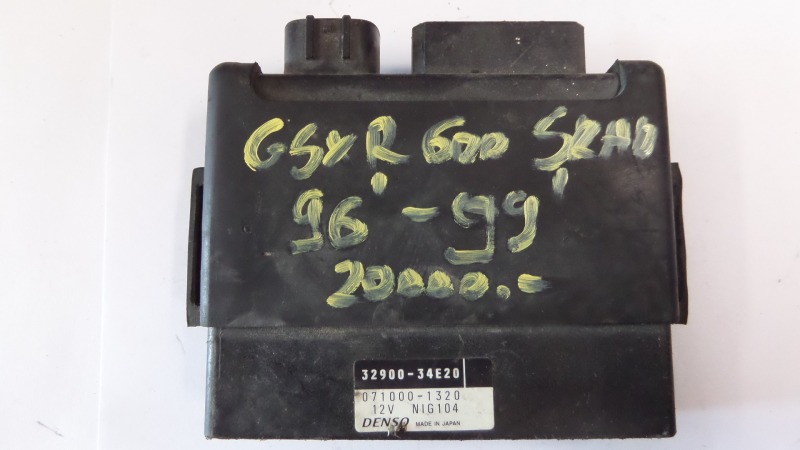 GSXR 600 SRAD
96' - 99'
20000.-
32900-34E20
071000-1320
12V NIG104
DENSO MADE IN JAPAN